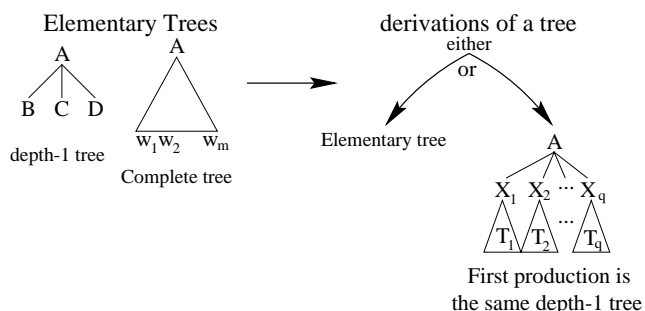 Elementary Trees
A
B C D
depth-1 tree
A
w1w2 wm
Complete tree
derivations of a tree
either
or
Elementary tree
A
X1 X2 ... Xq
...
T1 T2 Tq
First production is
the same depth-1 tree